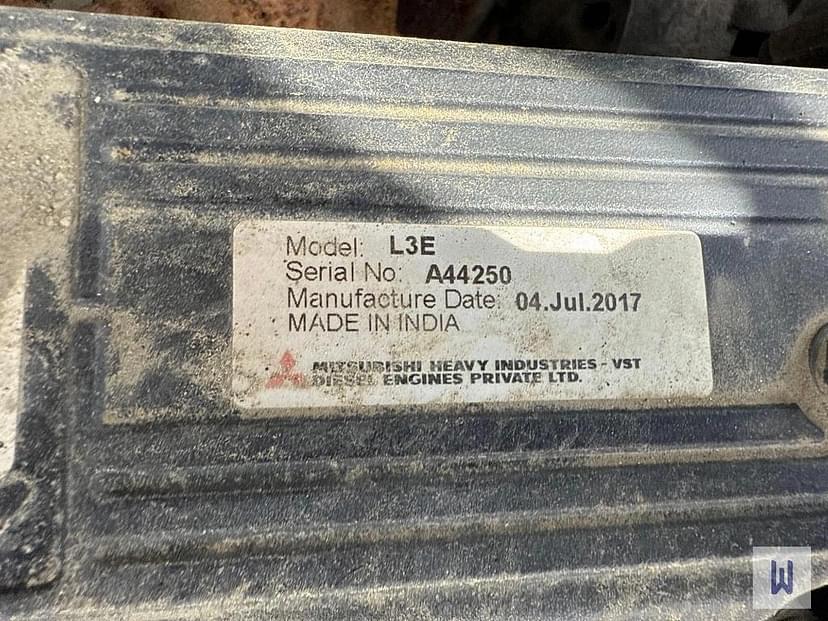 Model: L3E
Serial No: A44250
Manufacture Date: 04.Jul.2017
MADE IN INDIA
MITSUBISHI HEAVY INDUSTRIES - VST
DIESEL ENGINES PRIVATE LTD.
W